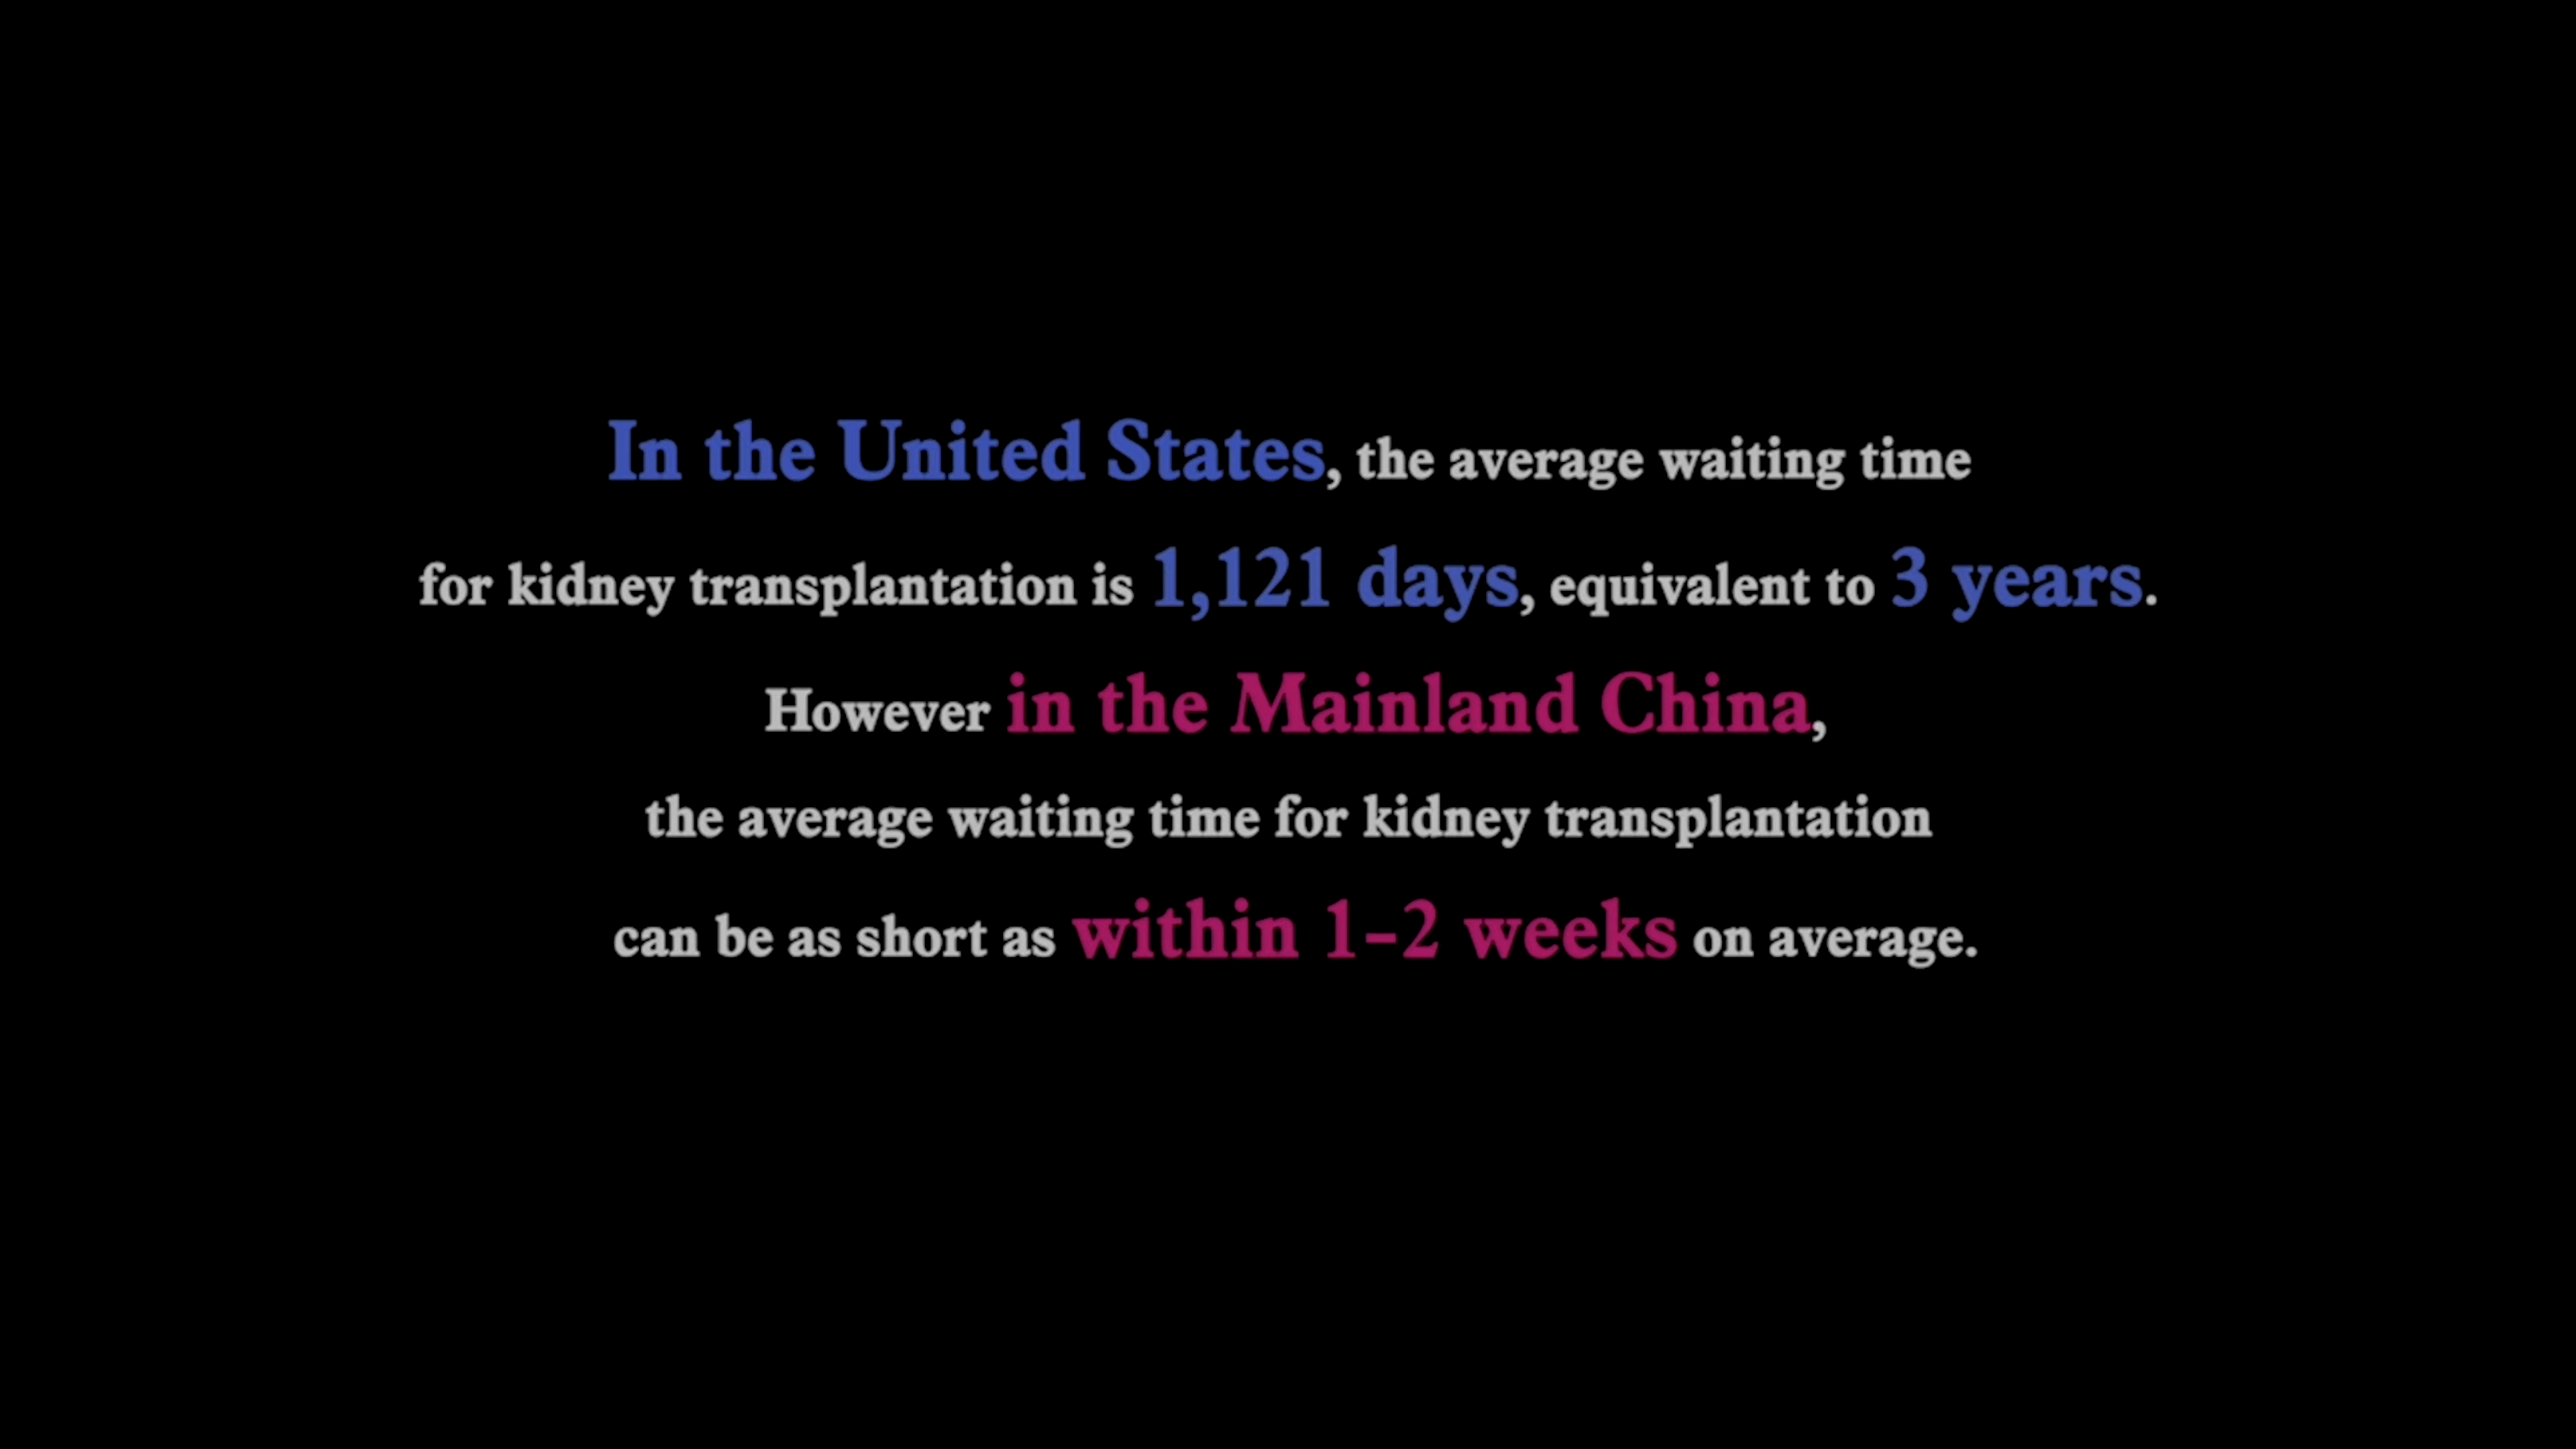 In the United States, the average waiting time
for kidney transplantation is 1,121 days, equivalent to 3 years.
However in the Mainland China,
the average waiting time for kidney transplantation
can be as short as within 1–2 weeks on average.